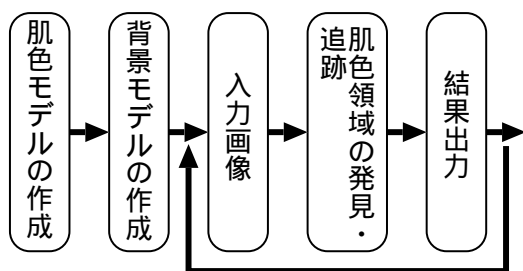 肌色モデルの作成
背景モデルの作成
入力画像
肌色領域の発見・
追跡
結果出力